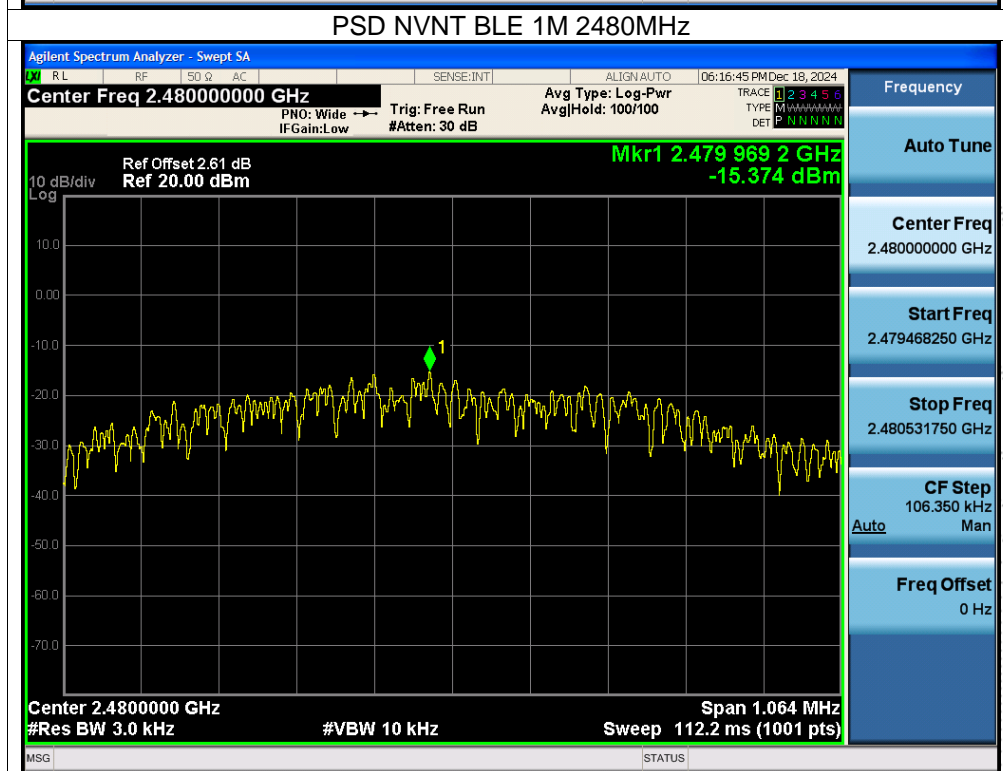 PSD NVNT BLE 1M 2480MHz
Agilent Spectrum Analyzer - Swept SA
LXI RL RF 50 Ω AC SENSE:INT ALIGN AUTO 06:16:45 PM Dec 18, 2024
Center Freq 2.480000000 GHz
PNO: Wide
IFGain:Low
Trig: Free Run
#Atten: 30 dB
Avg Type: Log-Pwr
Avg|Hold: 100/100
TRACE 1 2 3 4 5 6
TYPE M WWWWW
DET P N N N N N
Frequency
Mkr1 2.479 969 2 GHz
-15.374 dBm
Ref Offset 2.61 dB
10 dB/div Ref 20.00 dBm
Log
10.0
0.00
-10.0
-20.0
-30.0
-40.0
-50.0
-60.0
-70.0
1
Auto Tune
Center Freq
2.480000000 GHz
Start Freq
2.479468250 GHz
Stop Freq
2.480531750 GHz
CF Step
106.350 kHz
Auto Man
Freq Offset
0 Hz
Center 2.4800000 GHz Span 1.064 MHz
#Res BW 3.0 kHz #VBW 10 kHz Sweep 112.2 ms (1001 pts)
MSG STATUS